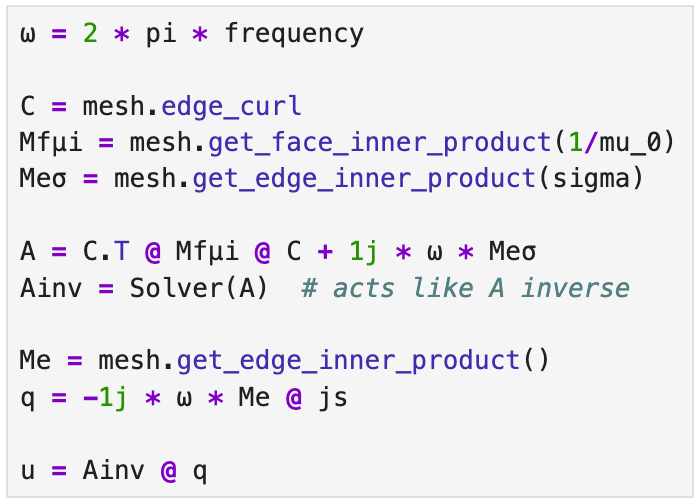 ω = 2 * pi * frequency
C = mesh.edge_curl
Mfμi = mesh.get_face_inner_product(1/mu_0)
Meσ = mesh.get_edge_inner_product(sigma)
A = C.T @ Mfμi @ C + 1j * ω * Meσ
Ainv = Solver(A)  # acts like A inverse
Me = mesh.get_edge_inner_product()
q = -1j * ω * Me @ js
u = Ainv @ q